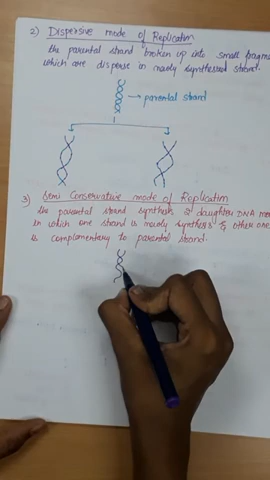 2) Dispersive mode of Replication
the parental strand broken up into small fragme
which are disperse in newly synthesized strand.
parental strand
3) Semi Conservative mode of Replication
the parental strand synthesis 2 daughter DNA mo
in which one strand is newly synthesis & other one
is complementary to parental strand.